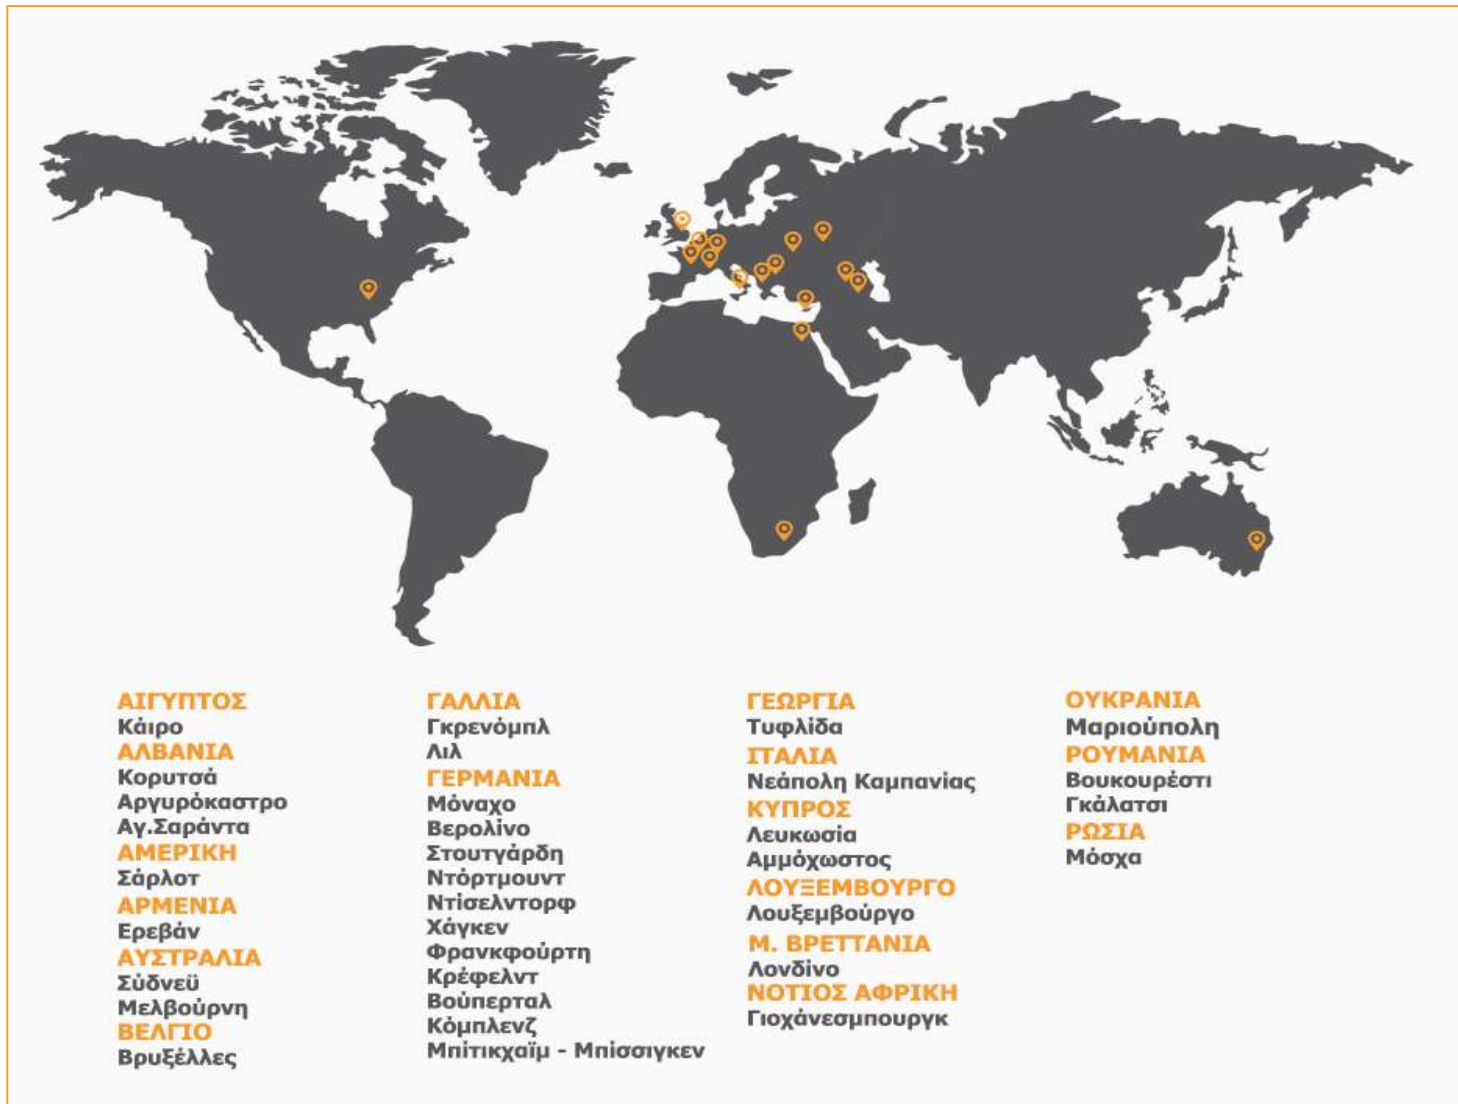 ΑΙΓΥΠΤΟΣ
Κάιρο
ΑΛΒΑΝΙΑ
Κορυτσά
Αργυρόκαστρο
Αγ.Σαράντα
ΑΜΕΡΙΚΗ
Σάρλοτ
ΑΡΜΕΝΙΑ
Ερεβάν
ΑΥΣΤΡΑΛΙΑ
Σύδνεϋ
Μελβούρνη
ΒΕΛΓΙΟ
Βρυξέλλες
ΓΑΛΛΙΑ
Γκρενόμπλ
Λιλ
ΓΕΡΜΑΝΙΑ
Μόναχο
Βερολίνο
Στουτγάρδη
Ντόρτμουντ
Ντίσελντορφ
Χάγκεν
Φρανκφούρτη
Κρέφελντ
Βούπερταλ
Κόμπλενζ
Μπίτικχαϊμ - Μπίσσιγκεν
ΓΕΩΡΓΙΑ
Τυφλίδα
ΙΤΑΛΙΑ
Νεάπολη Καμπανίας
ΚΥΠΡΟΣ
Λευκωσία
Αμμόχωστος
ΛΟΥΞΕΜΒΟΥΡΓΟ
Λουξεμβούργο
Μ. ΒΡΕΤΤΑΝΙΑ
Λονδίνο
ΝΟΤΙΟΣ ΑΦΡΙΚΗ
Γιοχάνεσμπουργκ
ΟΥΚΡΑΝΙΑ
Μαριούπολη
ΡΟΥΜΑΝΙΑ
Βουκουρέστι
Γκάλατσι
ΡΩΣΙΑ
Μόσχα